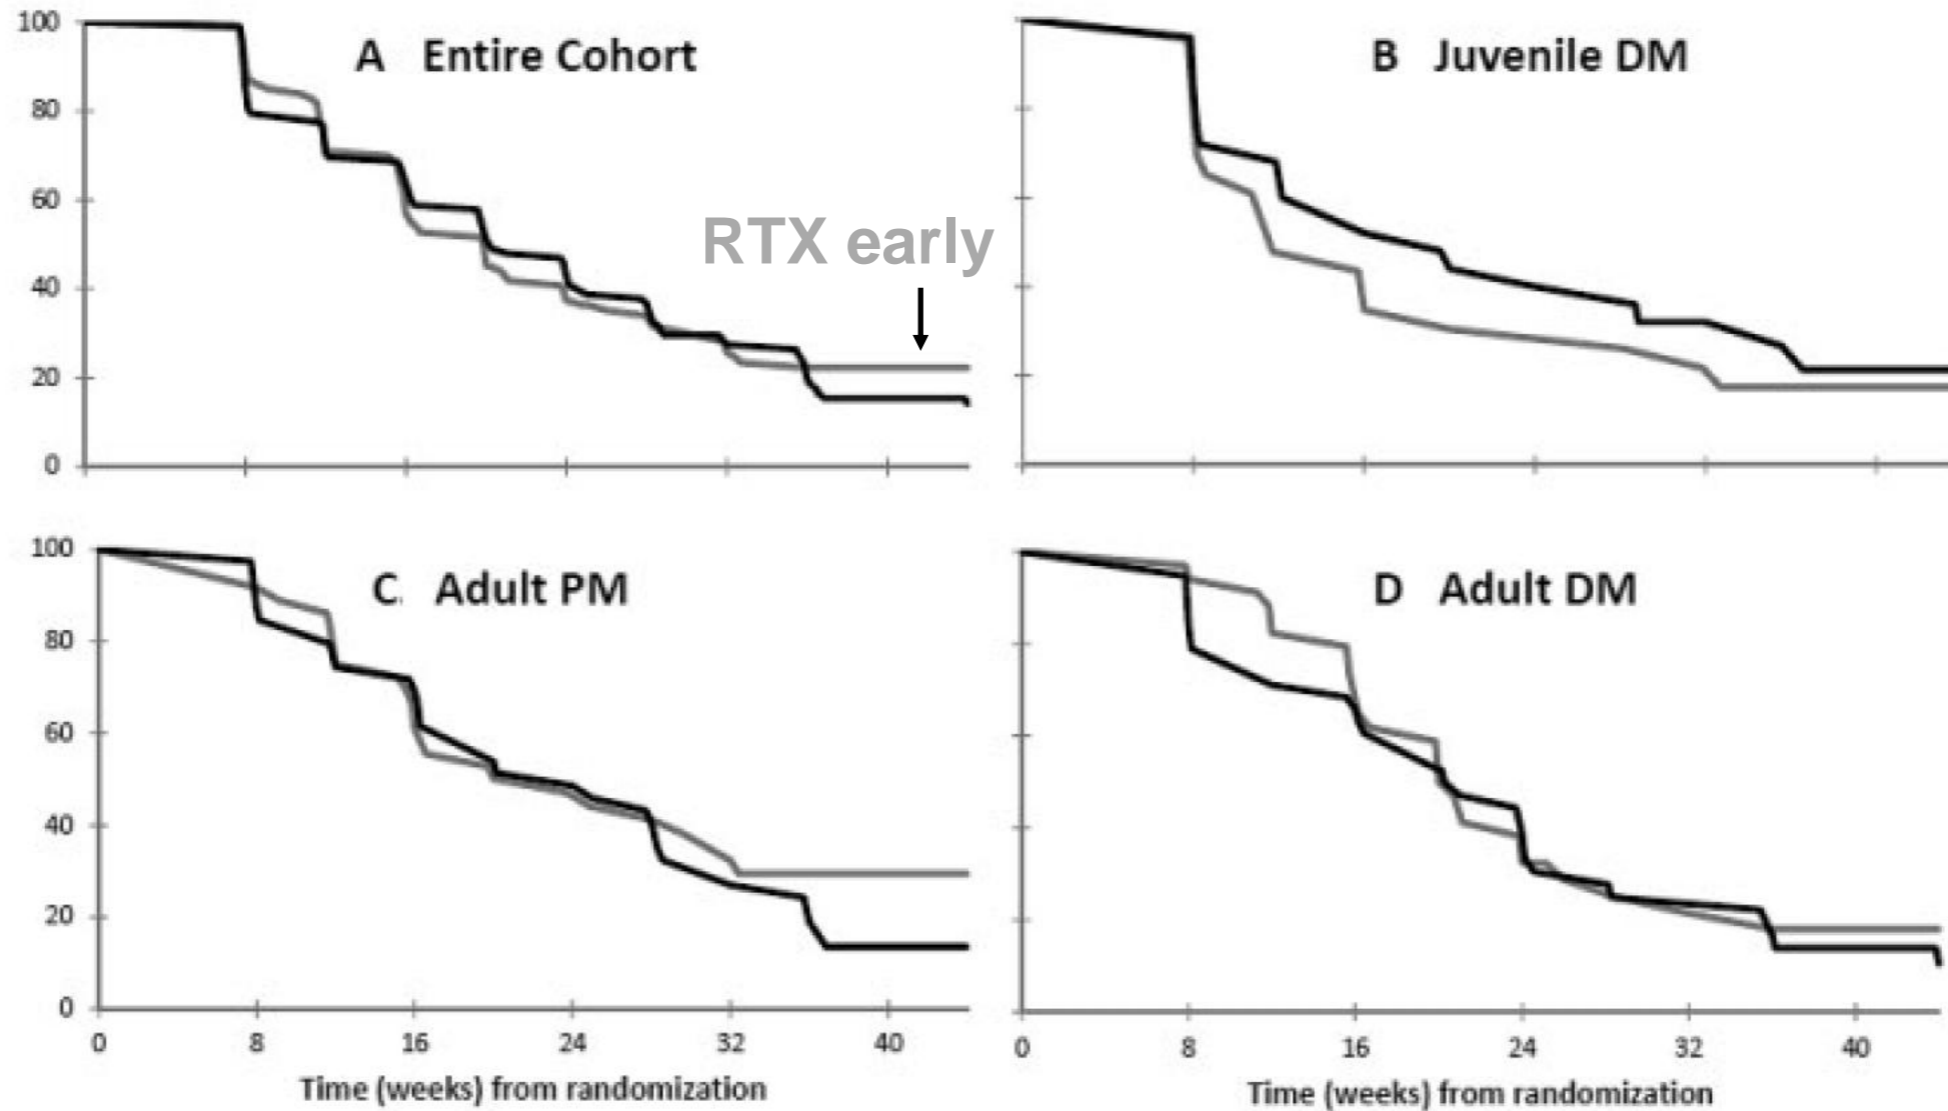 100
A Entire Cohort
80
60
RTX early
40
20
0
B Juvenile DM
100
C. Adult PM
80
60
40
20
0
0 8 16 24 32 40
Time (weeks) from randomization
D Adult DM
0 8 16 24 32 40
Time (weeks) from randomization